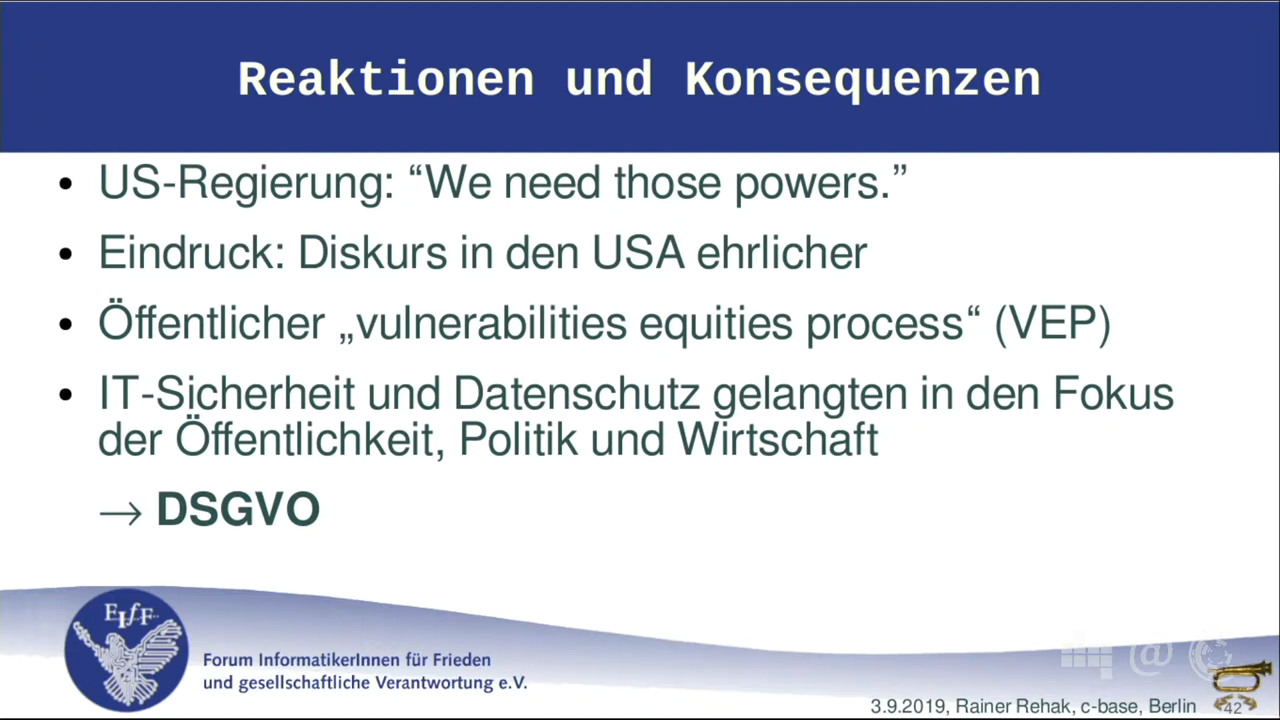 Reaktionen und Konsequenzen
• US-Regierung: “We need those powers.”
• Eindruck: Diskurs in den USA ehrlicher
• Öffentlicher „vulnerabilities equities process“ (VEP)
• IT-Sicherheit und Datenschutz gelangten in den Fokus
der Öffentlichkeit, Politik und Wirtschaft
→ DSGVO
FIfF
Forum InformatikerInnen für Frieden
und gesellschaftliche Verantwortung e.V.
@
3.9.2019, Rainer Rehak, c-base, Berlin
42